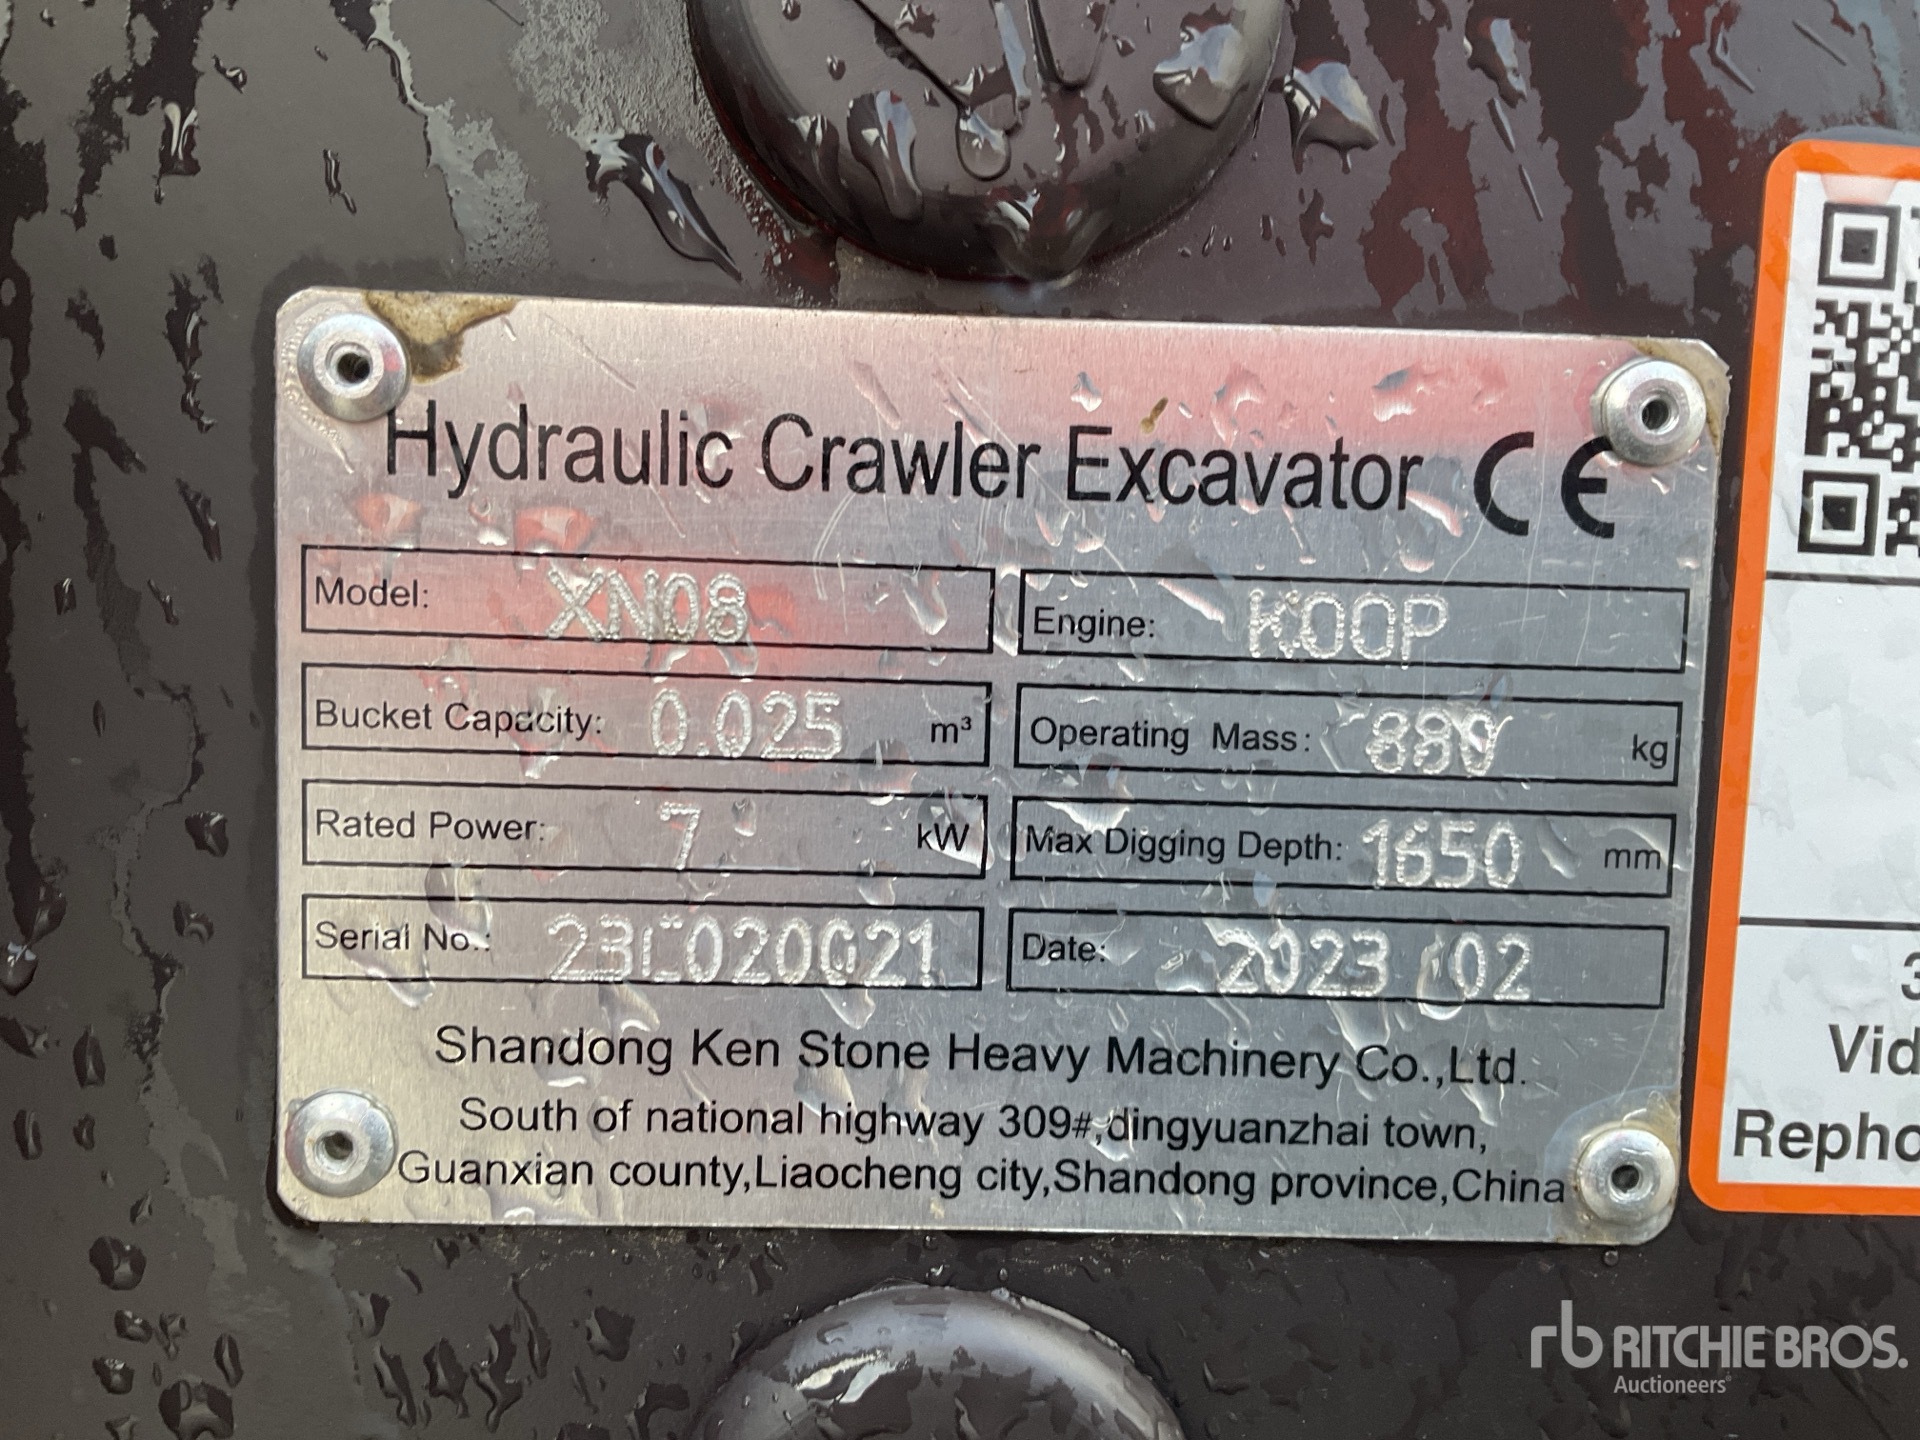 Hydraulic Crawler Excavator CE
Model: XN08
Engine: KOOP
Bucket Capacity: 0.025 m³
Operating Mass: 880 kg
Rated Power: 7 kW
Max Digging Depth: 1650 mm
Serial No.: 23C020021
Date: 2023 02
Shandong Ken Stone Heavy Machinery Co.,Ltd.
South of national highway 309#,dingyuanzhai town,
Guanxian county,Liaocheng city,Shandong province,China
3
Vid
Repho
rb RITCHIE BROS.
Auctioneers